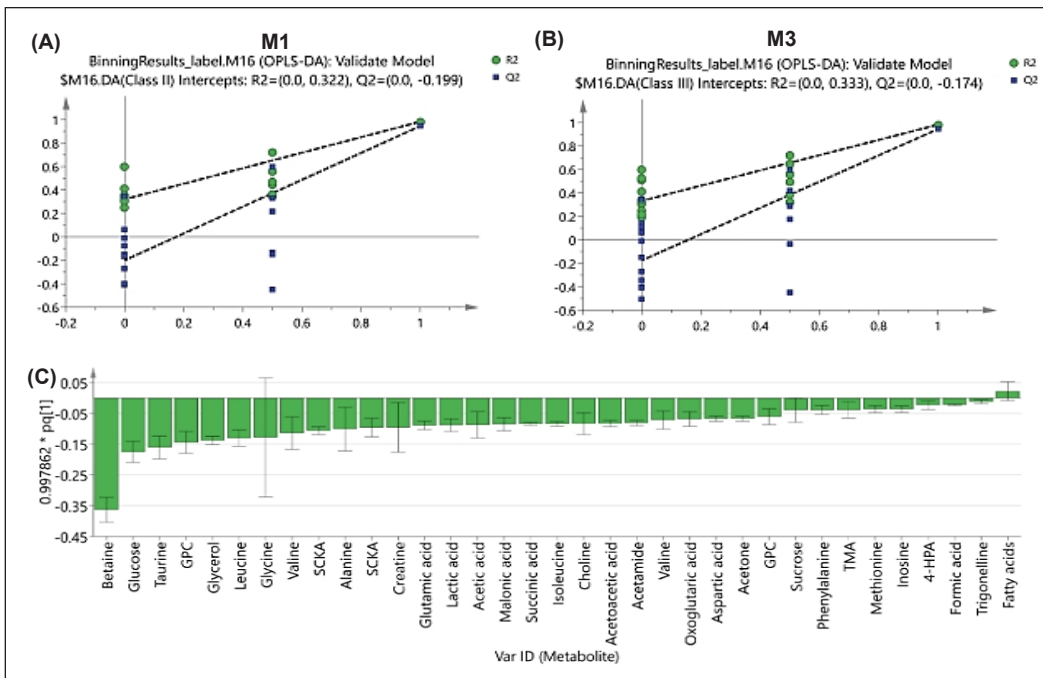 (A)
M1
BinningResults_label.M16 (OPLS-DA): Validate Model
$M16.DA(Class II) Intercepts: R2=(0.0, 0.322), Q2=(0.0, -0.199)
R2
Q2
1
0.8
0.6
0.4
0.2
0
-0.2
-0.4
-0.6
-0.2
0
0.2
0.4
0.6
0.8
1
(B)
M3
BinningResults_label.M16 (OPLS-DA): Validate Model
$M16.DA(Class III) Intercepts: R2=(0.0, 0.333), Q2=(0.0, -0.174)
R2
Q2
1
0.8
0.6
0.4
0.2
0
-0.2
-0.4
-0.6
-0.2
0
0.2
0.4
0.6
0.8
1
(C)
0.997862 * pq[1]
0.05
-0.05
-0.15
-0.25
-0.35
-0.45
Betaine
Glucose
Taurine
GPC
Glycerol
Leucine
Glycine
Valine
SCKA
Alanine
SCKA
Creatine
Glutamic acid
Lactic acid
Acetic acid
Malonic acid
Succinic acid
Isoleucine
Choline
Acetoacetic acid
Acetamide
Valine
Oxoglutaric acid
Aspartic acid
Acetone
GPC
Sucrose
Phenylalanine
TMA
Methionine
Inosine
4-HPA
Formic acid
Trigonelline
Fatty acids
Var ID (Metabolite)